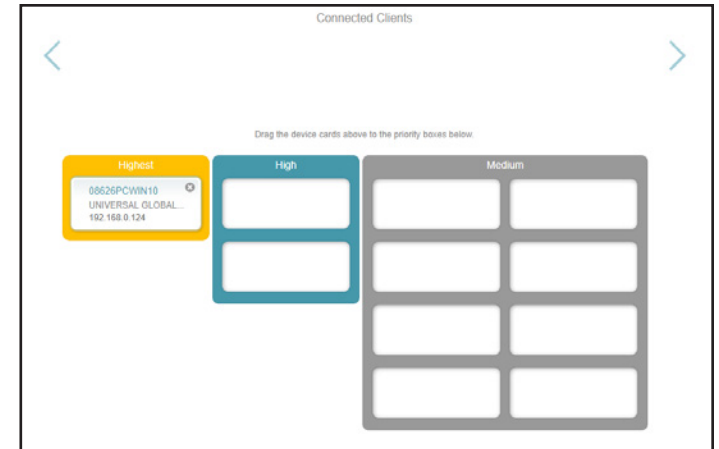 Connected Clients
Drag the device cards above to the priority boxes below.
Highest
High
Medium
08626PCWIN10
UNIVERSAL GLOBAL...
192.168.0.124